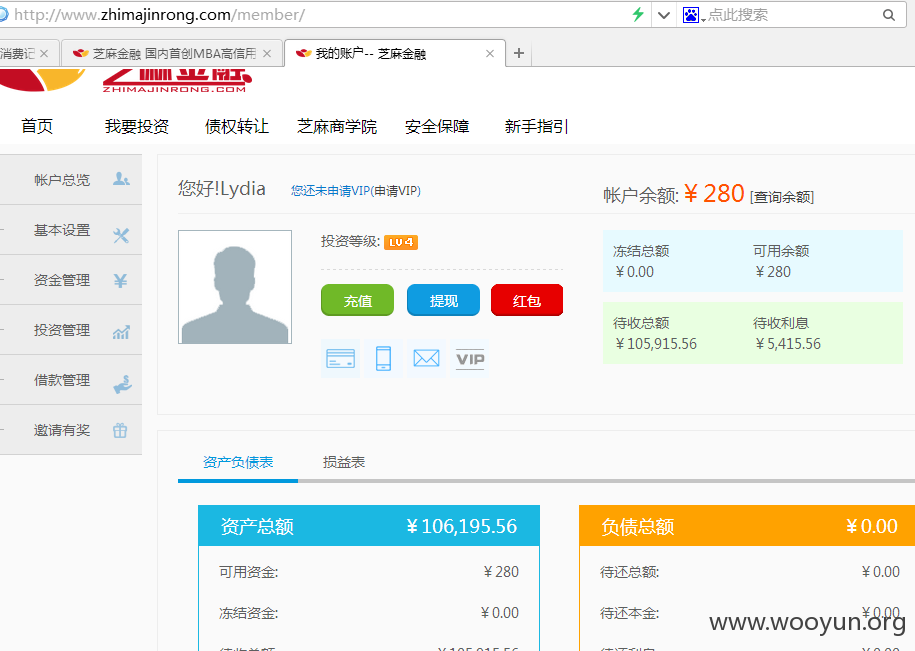 http://www.zhimajinrong.com/member/
点此搜索
消费记
芝麻金融 国内首创MBA高信用
我的账户-- 芝麻金融
芝麻金融
ZHIMAJINRONG.COM
首页 我要投资 债权转让 芝麻商学院 安全保障 新手指引
帐户总览
基本设置
资金管理
投资管理
借款管理
邀请有奖
您好!Lydia 您还未申请VIP(申请VIP)
投资等级: LV4
充值 提现 红包
VIP
帐户余额: ¥ 280 [查询余额]
冻结总额 可用余额
¥ 0.00 ¥ 280
待收总额 待收利息
¥ 105,915.56 ¥ 5,415.56
资产负债表 损益表
资产总额 ¥ 106,195.56
可用资金: ¥ 280
冻结资金: ¥ 0.00
负债总额 ¥ 0.00
待还总额: ¥ 0.00
待还本金: ¥ 0.00
www.wooyun.org